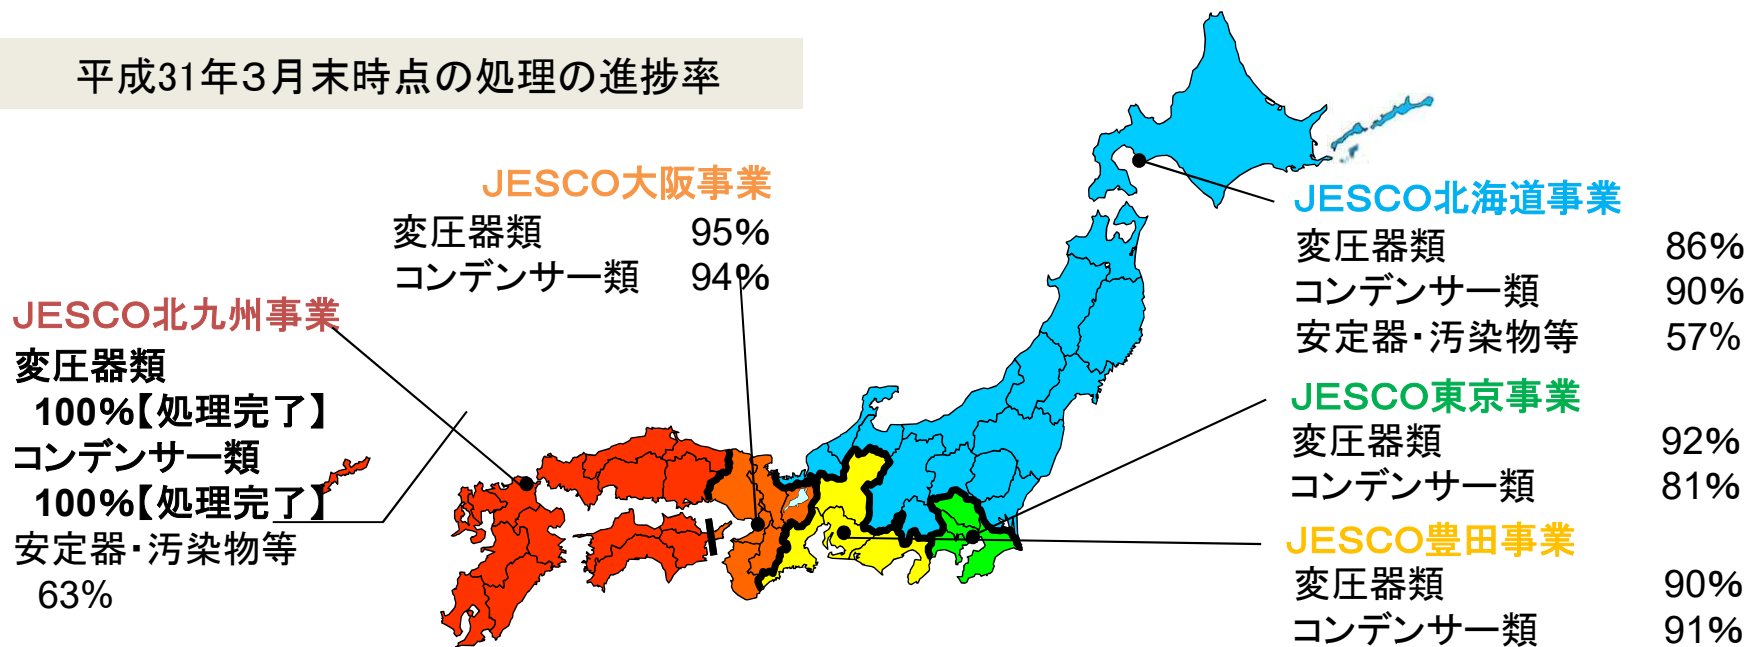 平成31年３月末時点の処理の進捗率
JESCO大阪事業
変圧器類 95%
コンデンサー類 94%
JESCO北九州事業
変圧器類
100%【処理完了】
コンデンサー類
100%【処理完了】
安定器・汚染物等
63%
JESCO北海道事業
変圧器類 86%
コンデンサー類 90%
安定器・汚染物等 57%
JESCO東京事業
変圧器類 92%
コンデンサー類 81%
JESCO豊田事業
変圧器類 90%
コンデンサー類 91%